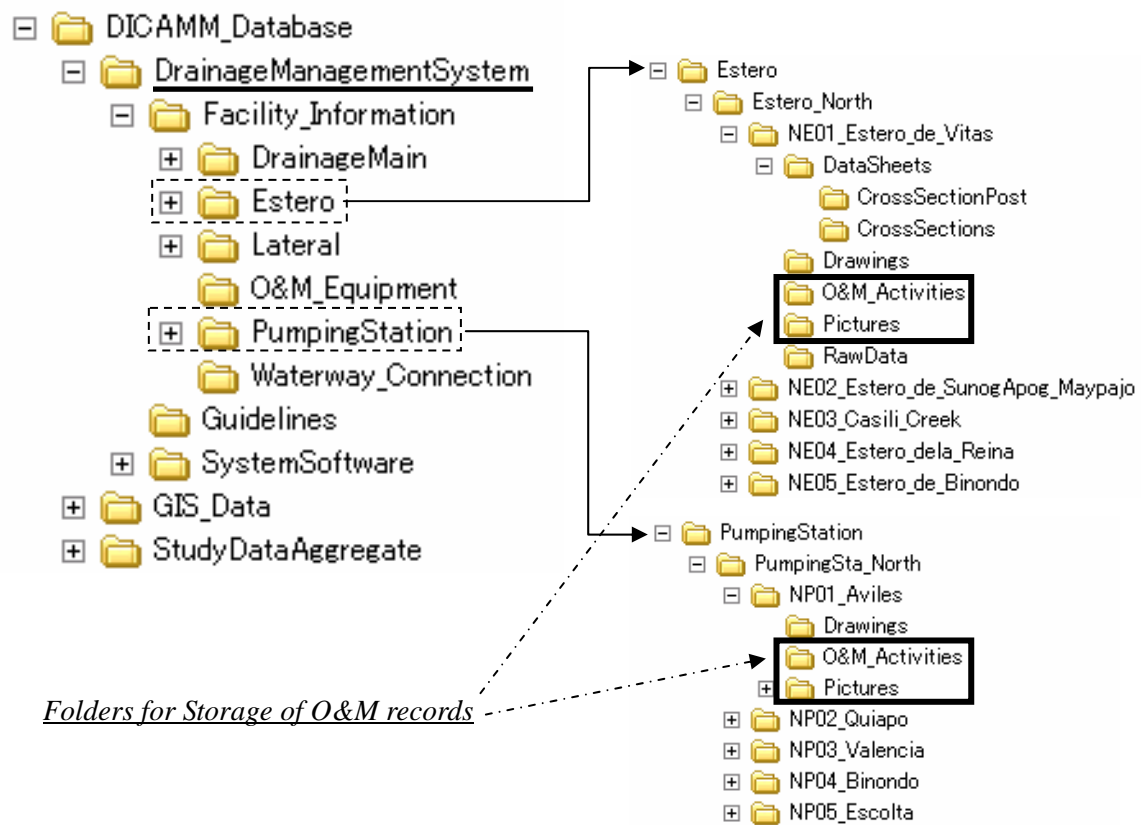 DICAMM_Database
DrainageManagementSystem
Facility_Information
DrainageMain
Estero
Lateral
O&M_Equipment
PumpingStation
Waterway_Connection
Guidelines
SystemSoftware
GIS_Data
StudyDataAggregate
Estero
Estero_North
NE01_Estero_de_Vitas
DataSheets
CrossSectionPost
CrossSections
Drawings
O&M_Activities
Pictures
RawData
NE02_Estero_de_SunogApog_Maypajo
NE03_Casili_Creek
NE04_Estero_dela_Reina
NE05_Estero_de_Binondo
PumpingStation
PumpingSta_North
NP01_Aviles
Drawings
O&M_Activities
Pictures
NP02_Quiapo
NP03_Valencia
NP04_Binondo
NP05_Escolta
Folders for Storage of O&M records